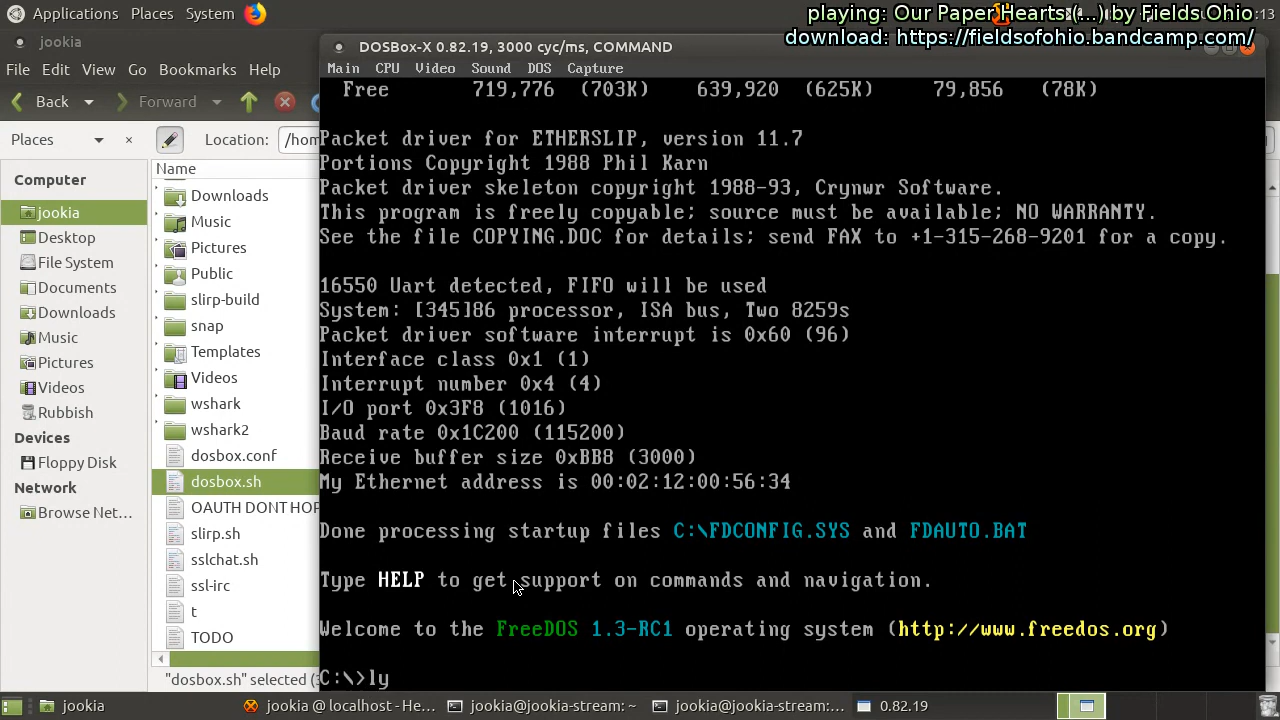 Applications Places System
playing: Our Paper Hearts (...) by Fields Ohio
download: https://fieldsofohio.bandcamp.com/
:13
jookia
File Edit View Go Bookmarks Help
Back Forward
Places
Location: /hom
Computer
jookia
Desktop
File System
Documents
Downloads
Music
Pictures
Videos
Rubbish
Devices
Floppy Disk
Network
Browse Net...
Name
Downloads
Music
Pictures
Public
slirp-build
snap
Templates
Videos
wshark
wshark2
dosbox.conf
dosbox.sh
OAUTH DONT HOP
slirp.sh
sslchat.sh
ssl-irc
t
TODO
"dosbox.sh" selected (3
DOSBox-X 0.82.19, 3000 cyc/ms, COMMAND
Main CPU Video Sound DOS Capture
Free 719,776 (703K) 639,920 (625K) 79,856 (78K)
Packet driver for ETHERSLIP, version 11.7
Portions Copyright 1988 Phil Karn
Packet driver skeleton copyright 1988-93, Crynwr Software.
This program is freely copyable; source must be available; NO WARRANTY.
See the file COPYING.DOC for details; send FAX to +1-315-268-9201 for a copy.
16550 Uart detected, FIFO will be used
System: [345]86 processor, ISA bus, Two 8259s
Packet driver software interrupt is 0x60 (96)
Interface class 0x1 (1)
Interrupt number 0x4 (4)
I/O port 0x3F8 (1016)
Baud rate 0x1C200 (115200)
Receive buffer size 0xBB8 (3000)
My Ethernet address is 00:02:12:00:56:34
Done processing startup files C:\FDCONFIG.SYS and FDAUTO.BAT
Type HELP to get support on commands and navigation.
Welcome to the FreeDOS 1.3-RC1 operating system (http://www.freedos.org)
C:\>ly
jookia
jookia @ localhost - He...
jookia@jookia-stream: ~
jookia@jookia-stream:...
0.82.19